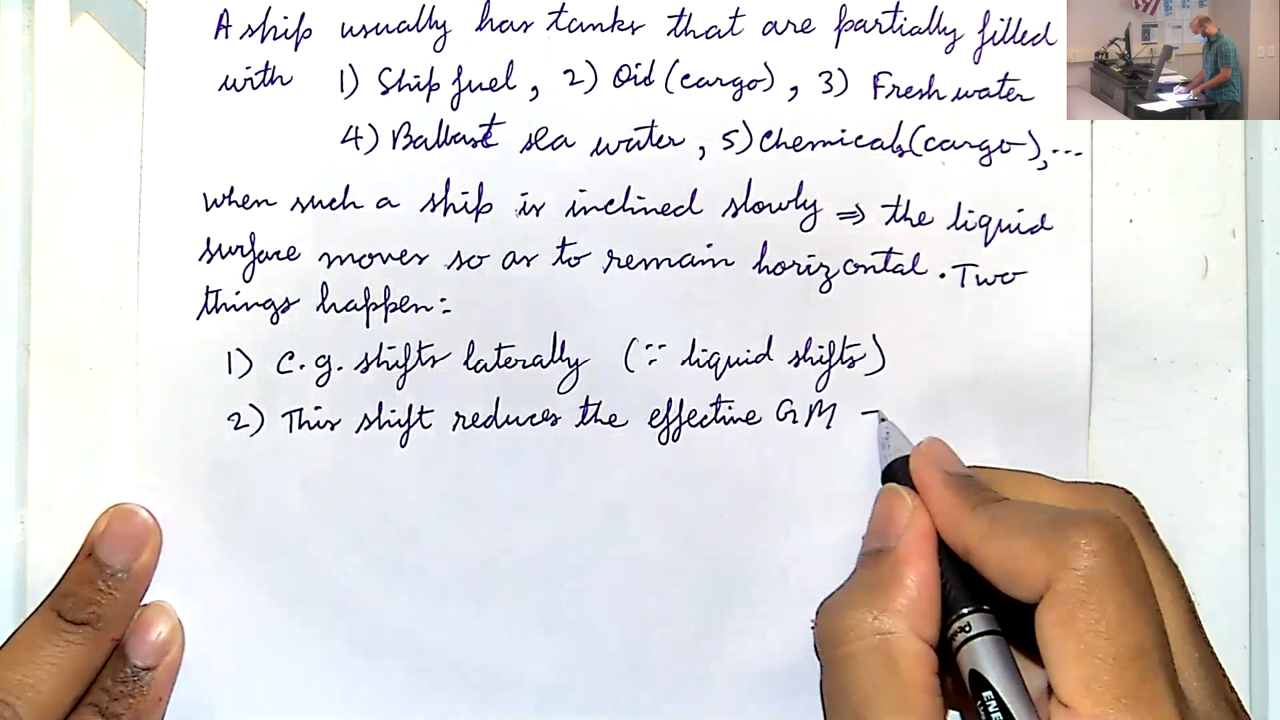 A ship usually has tanks that are partially filled
with 1) Ship fuel, 2) Oil (cargo), 3) Fresh water
4) Ballast sea water, 5) Chemicals (cargo), ...
When such a ship is inclined slowly ⇒ the liquid
surface moves so as to remain horizontal. Two
things happen:
1) C.g. shifts laterally (∵ liquid shifts)
2) This shift reduces the effective GM -
ENE